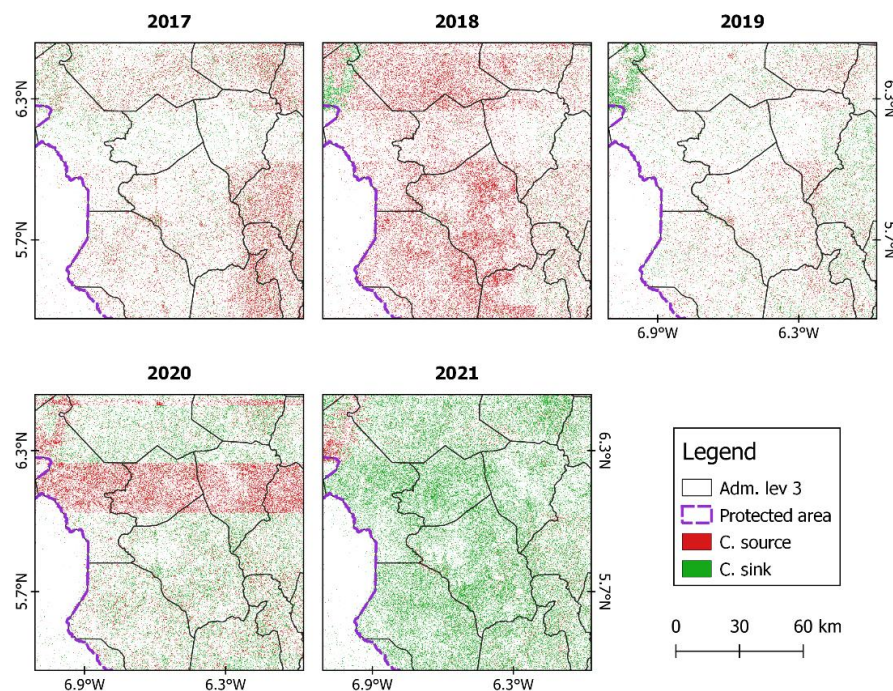 2017
2018
2019
6.3°N
6.3°N
5.7°N
5.7°N
6.9°W
6.3°W
2020
2021
6.3°N
6.3°N
5.7°N
5.7°N
6.9°W
6.3°W
6.9°W
6.3°W
Legend
Adm. lev 3
Protected area
C. source
C. sink
0
30
60 km